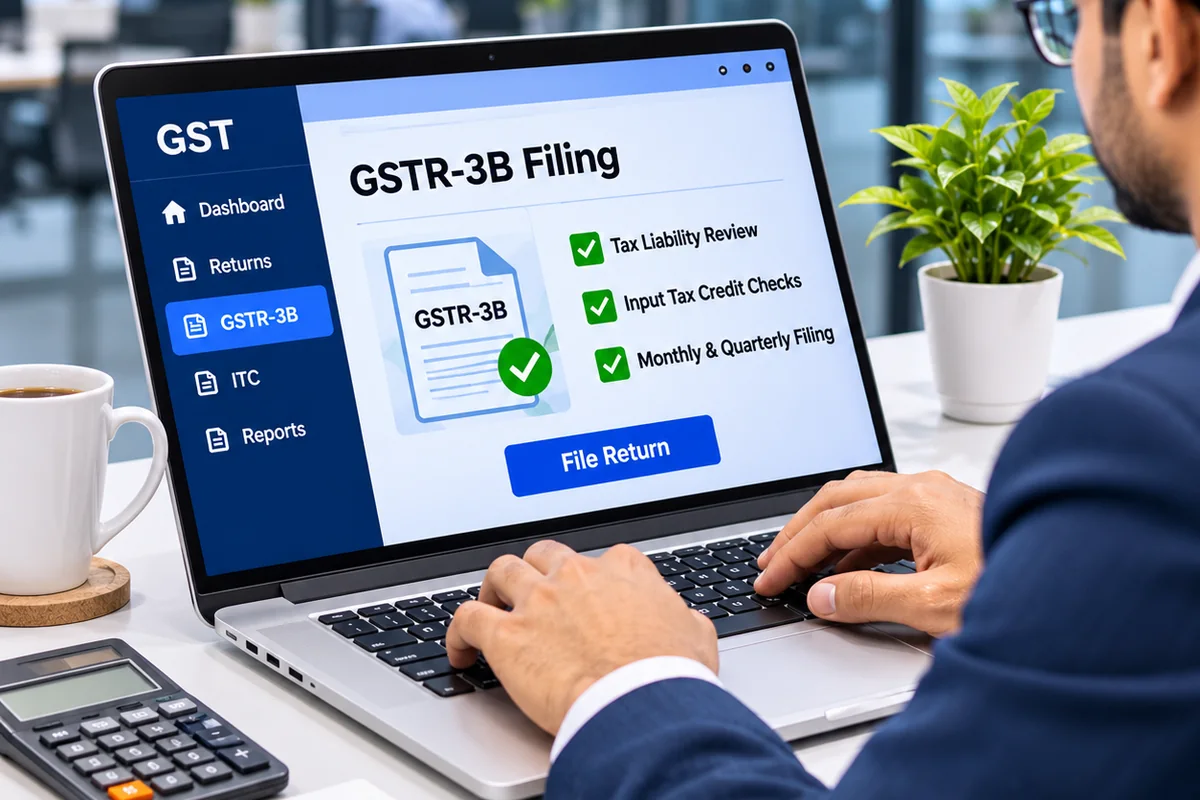 GST
Dashboard
Returns
GSTR-3B
ITC
Reports
GSTR-3B Filing
GSTR-3B
Tax Liability Review
Input Tax Credit Checks
Monthly & Quarterly Filing
File Return